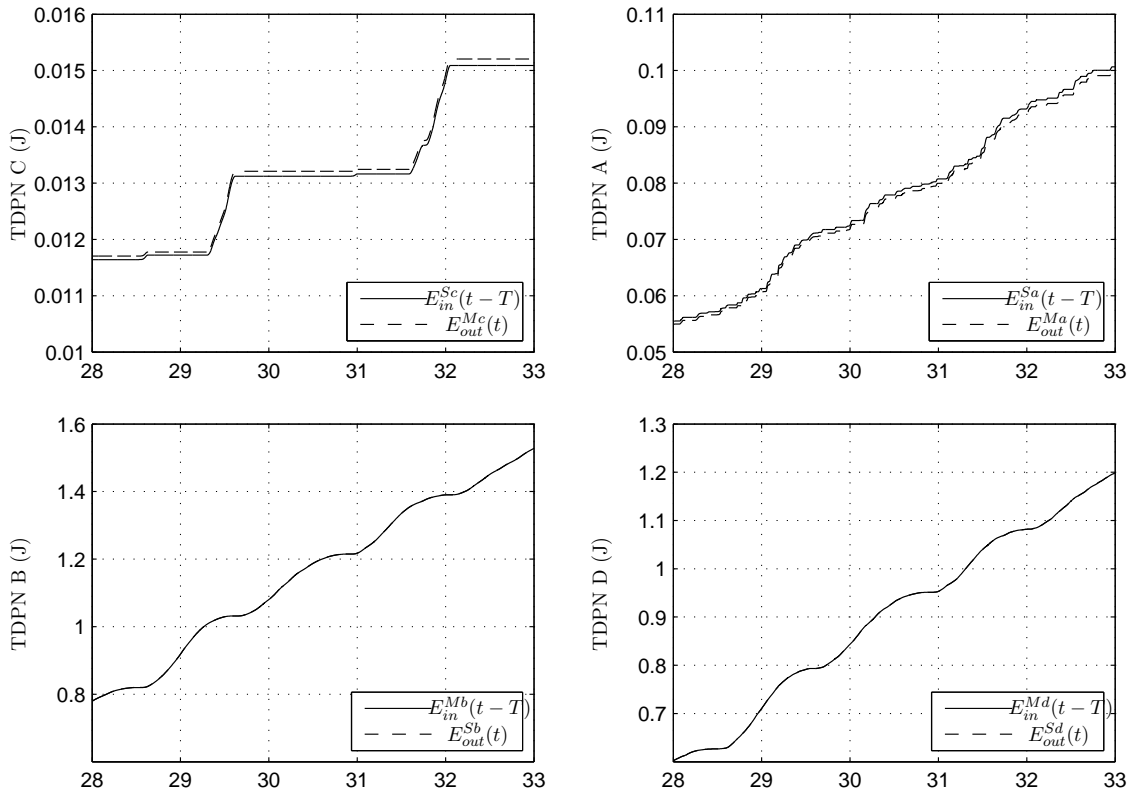 0.016
0.015
0.014
0.013
0.012
0.011
0.01
TDPN C (J)
E_{in}^{Sc}(t − T)
E_{out}^{Mc}(t)
28 29 30 31 32 33
0.11
0.1
0.09
0.08
0.07
0.06
0.05
TDPN A (J)
E_{in}^{Sa}(t − T)
E_{out}^{Ma}(t)
28 29 30 31 32 33
1.6
1.4
1.2
1
0.8
TDPN B (J)
E_{in}^{Mb}(t − T)
E_{out}^{Sb}(t)
28 29 30 31 32 33
1.3
1.2
1.1
1
0.9
0.8
0.7
TDPN D (J)
E_{in}^{Md}(t − T)
E_{out}^{Sd}(t)
28 29 30 31 32 33